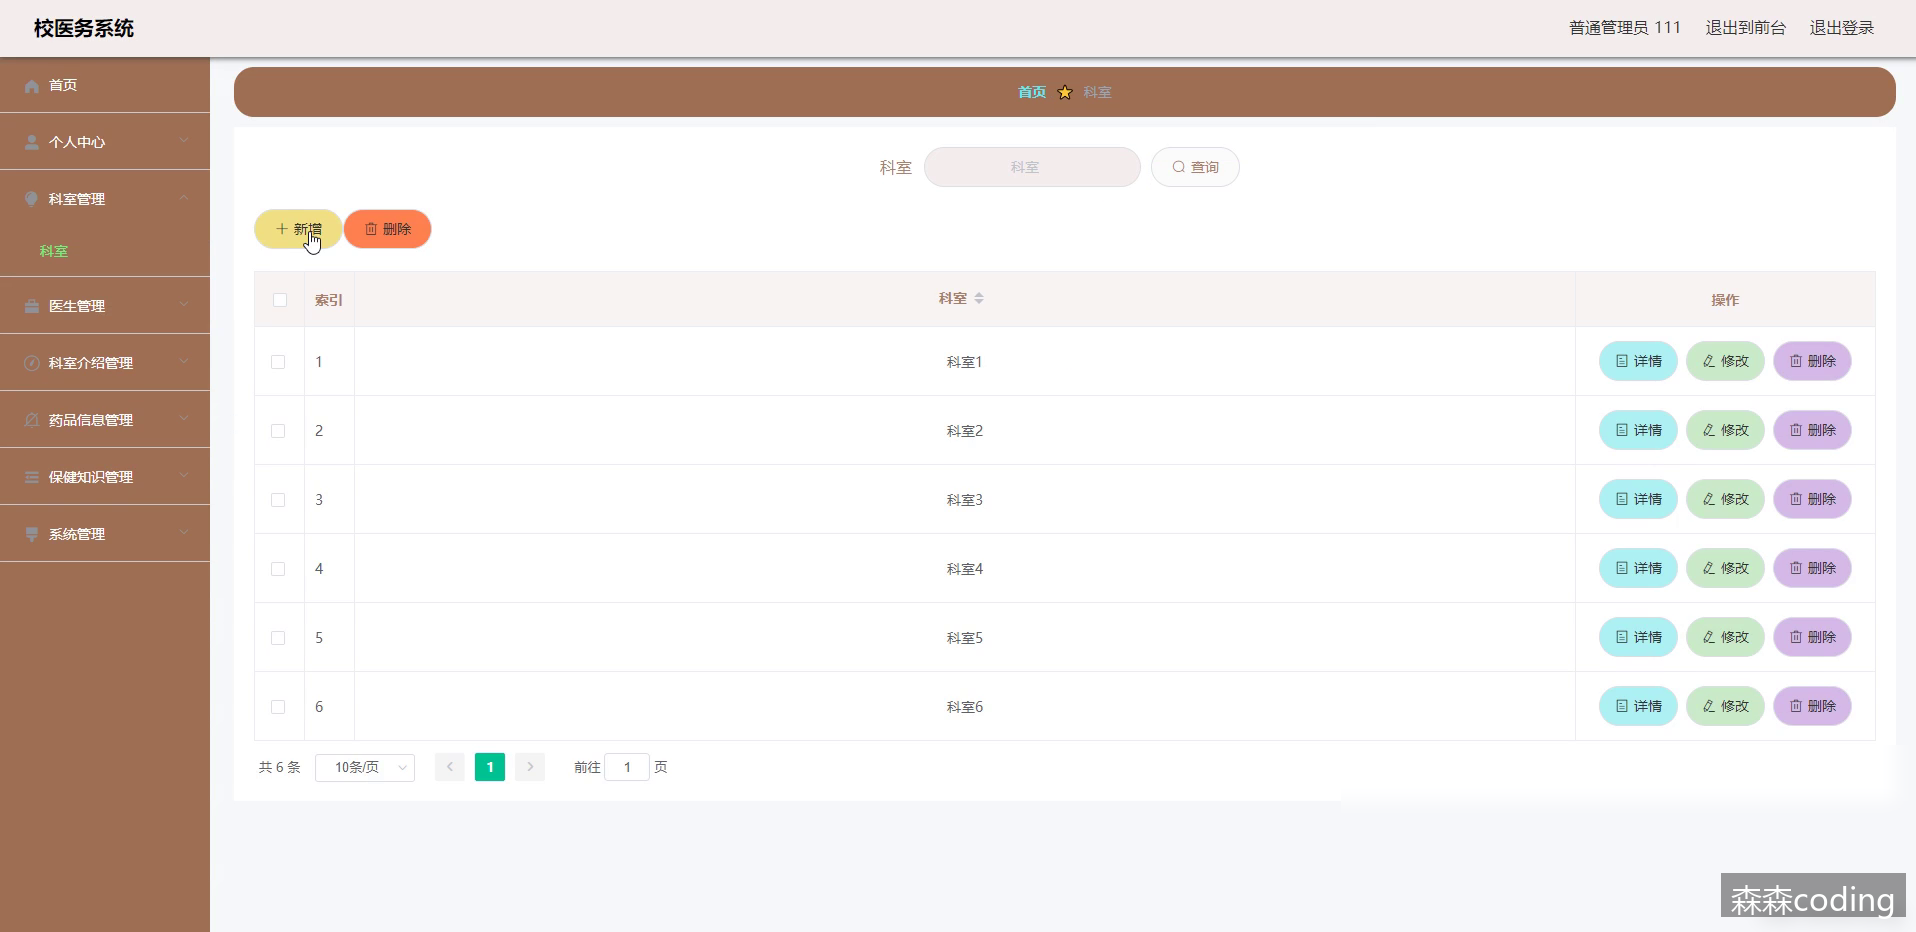 校医务系统
普通管理员 111 退出到前台 退出登录
首页
个人中心
科室管理
科室
医生管理
科室介绍管理
药品信息管理
保健知识管理
系统管理
首页 科室
科室 科室 查询
新增 删除
索引 科室 操作
1 科室1 详情 修改 删除
2 科室2 详情 修改 删除
3 科室3 详情 修改 删除
4 科室4 详情 修改 删除
5 科室5 详情 修改 删除
6 科室6 详情 修改 删除
共 6 条 10条/页 1 前往 1 页
森森coding